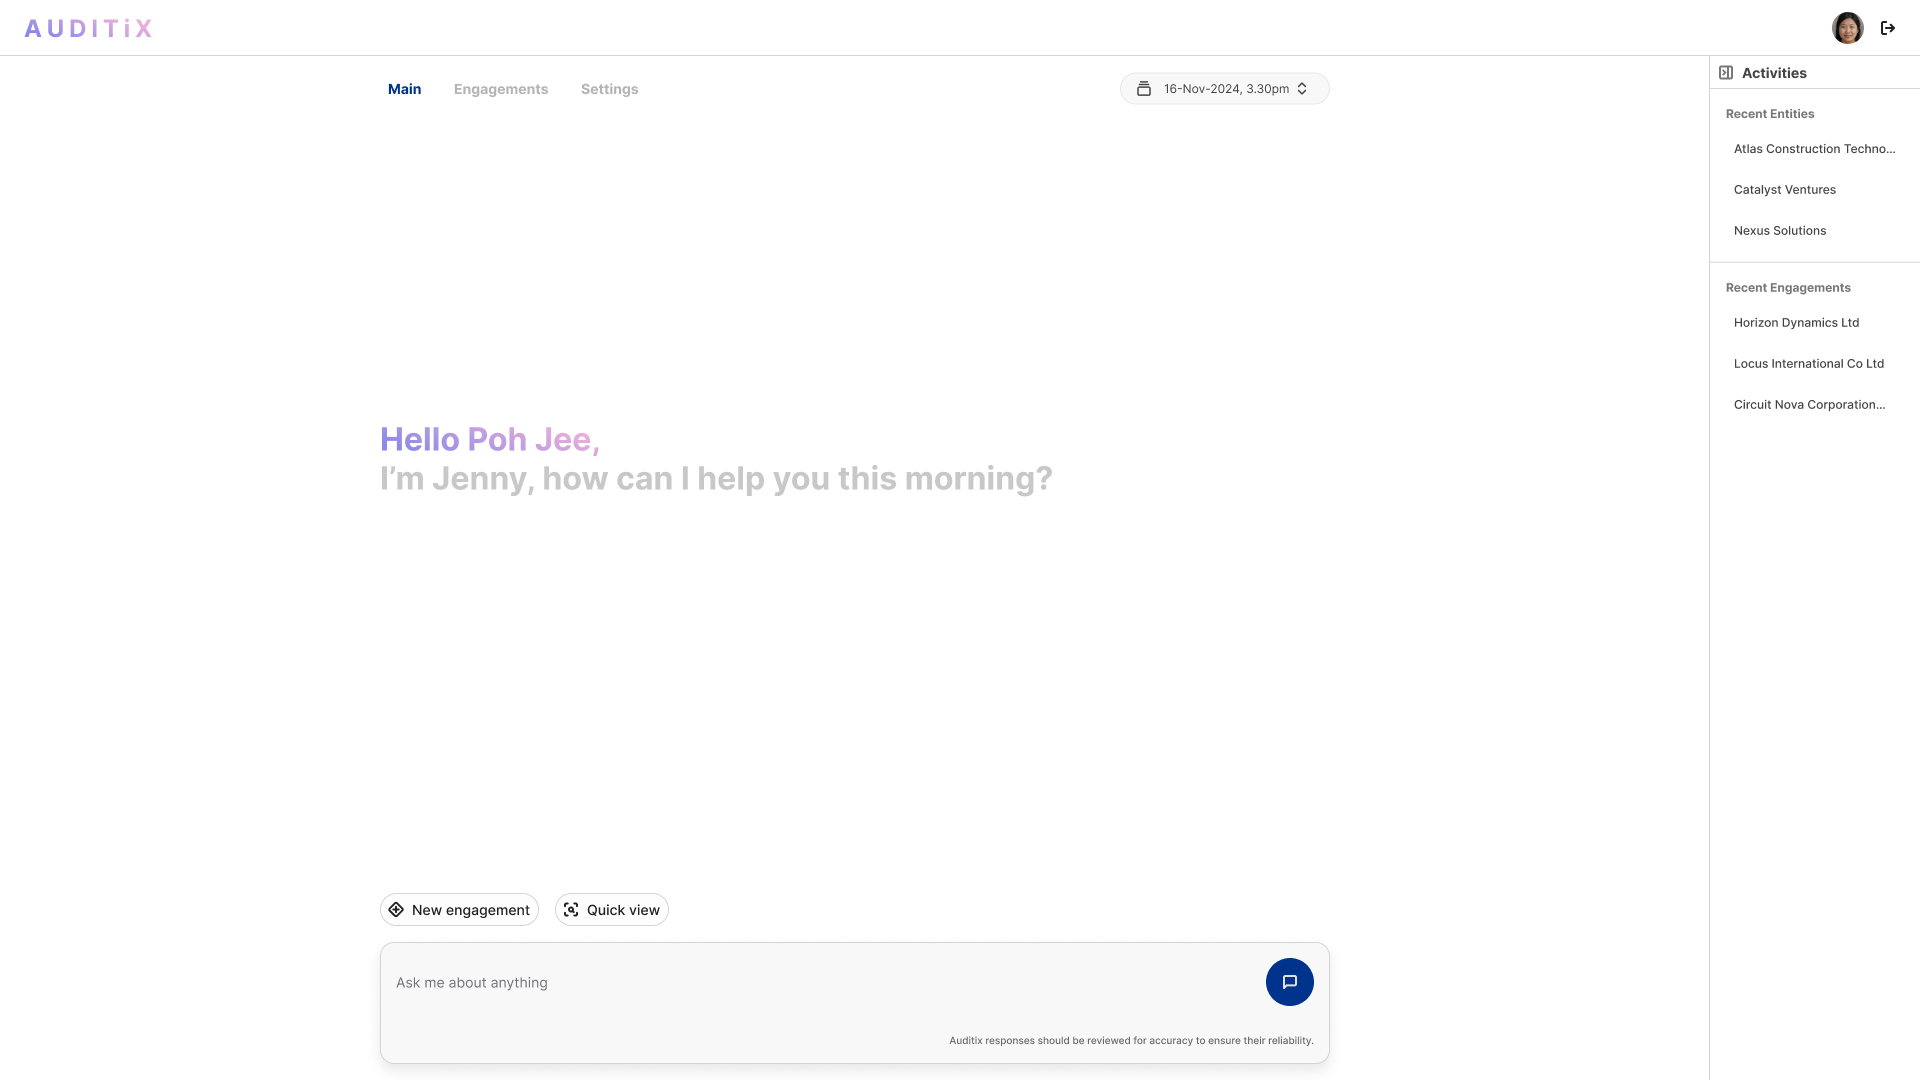 AUDITiX
Main
Engagements
Settings
16-Nov-2024, 3.30pm
Activities
Recent Entities
Atlas Construction Techno...
Catalyst Ventures
Nexus Solutions
Recent Engagements
Horizon Dynamics Ltd
Locus International Co Ltd
Circuit Nova Corporation...
Hello Poh Jee,
I’m Jenny, how can I help you this morning?
New engagement
Quick view
Ask me about anything
Auditix responses should be reviewed for accuracy to ensure their reliability.